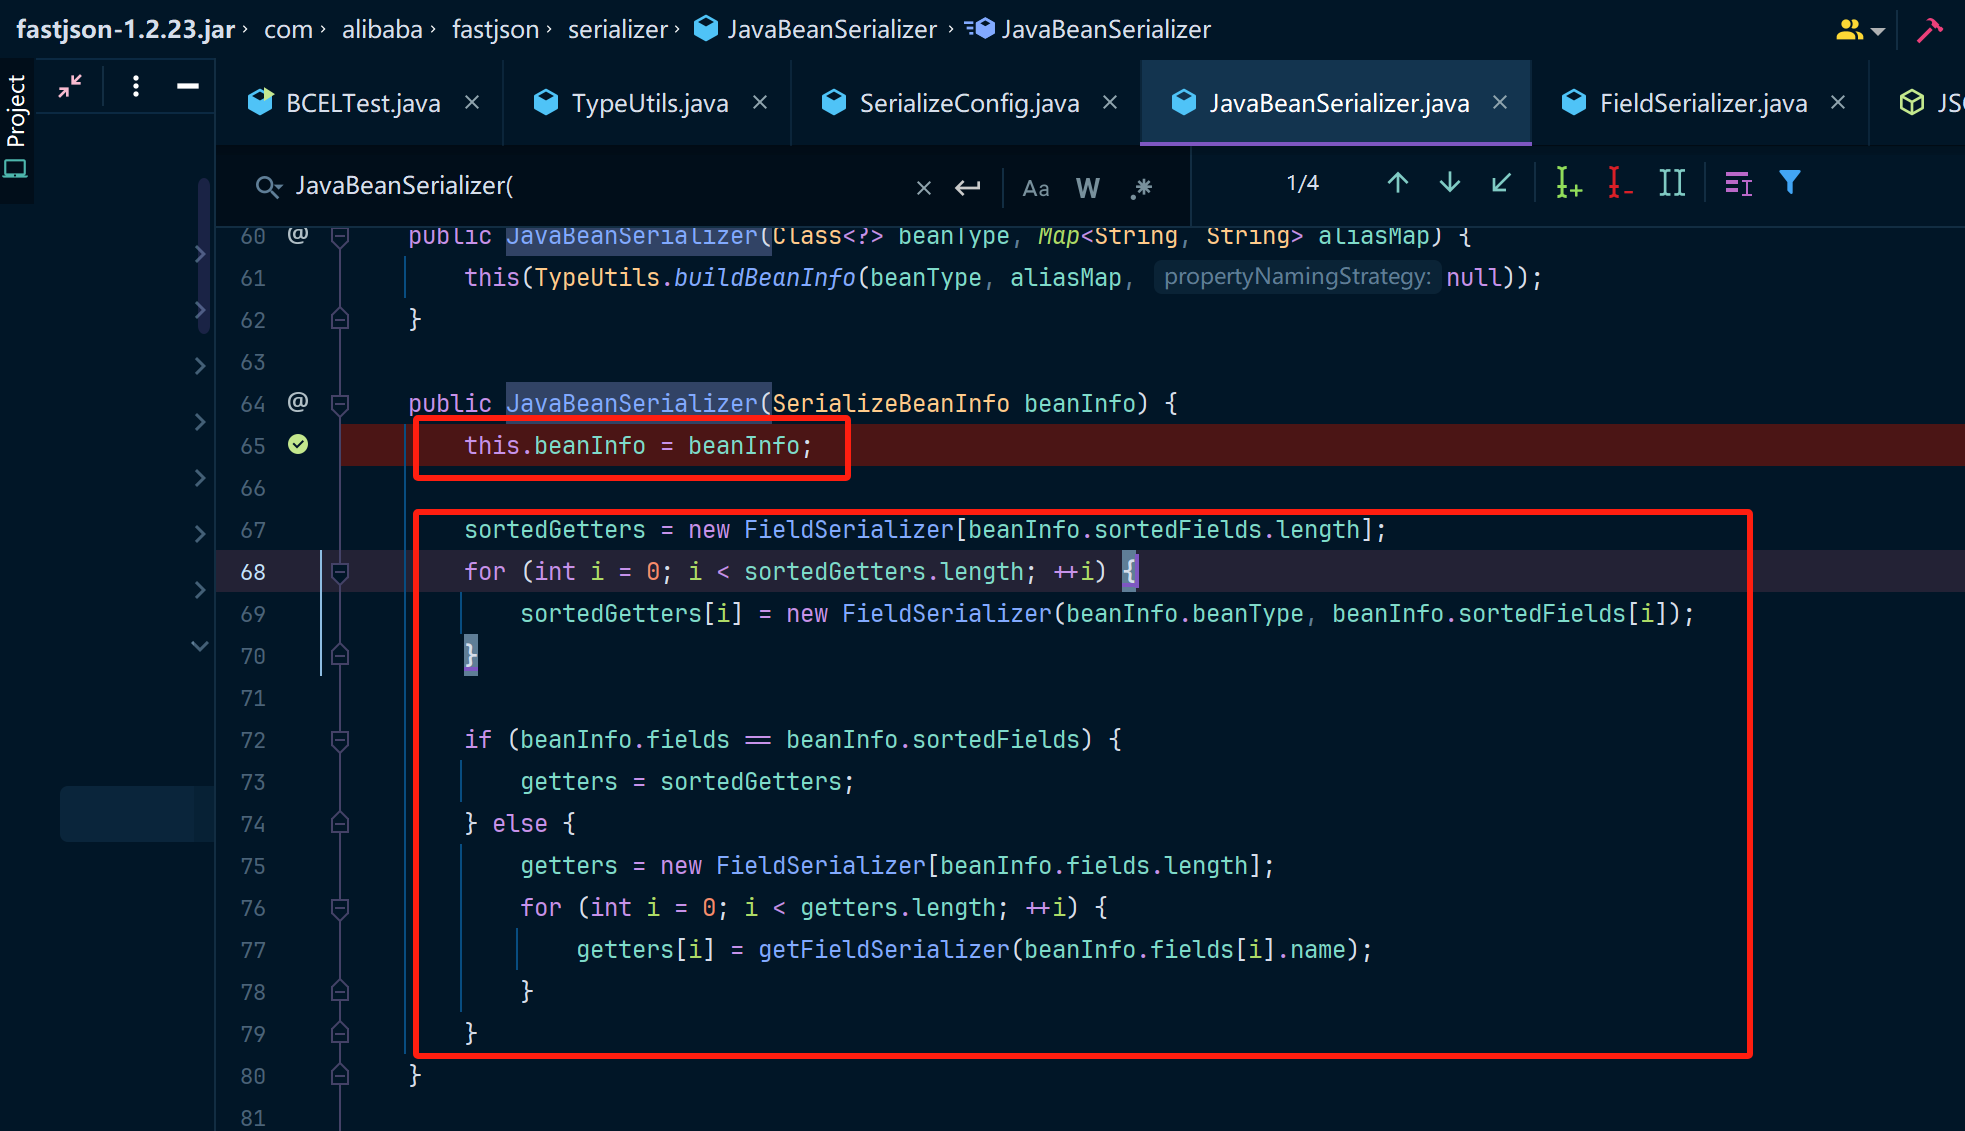 fastjson-1.2.23.jar › com › alibaba › fastjson › serializer › JavaBeanSerializer › JavaBeanSerializer
Project
BCELTest.java × TypeUtils.java × SerializeConfig.java × JavaBeanSerializer.java × FieldSerializer.java ×
JavaBeanSerializer( × Aa W .* 1/4
60 @ public JavaBeanSerializer(Class<?> beanType, Map<String, String> aliasMap) {
61 this(TypeUtils.buildBeanInfo(beanType, aliasMap, propertyNamingStrategy: null));
62 }
63
64 @ public JavaBeanSerializer(SerializeBeanInfo beanInfo) {
65 this.beanInfo = beanInfo;
66
67 sortedGetters = new FieldSerializer[beanInfo.sortedFields.length];
68 for (int i = 0; i < sortedGetters.length; ++i) {
69 sortedGetters[i] = new FieldSerializer(beanInfo.beanType, beanInfo.sortedFields[i]);
70 }
71
72 if (beanInfo.fields == beanInfo.sortedFields) {
73 getters = sortedGetters;
74 } else {
75 getters = new FieldSerializer[beanInfo.fields.length];
76 for (int i = 0; i < getters.length; ++i) {
77 getters[i] = getFieldSerializer(beanInfo.fields[i].name);
78 }
79 }
80 }
81